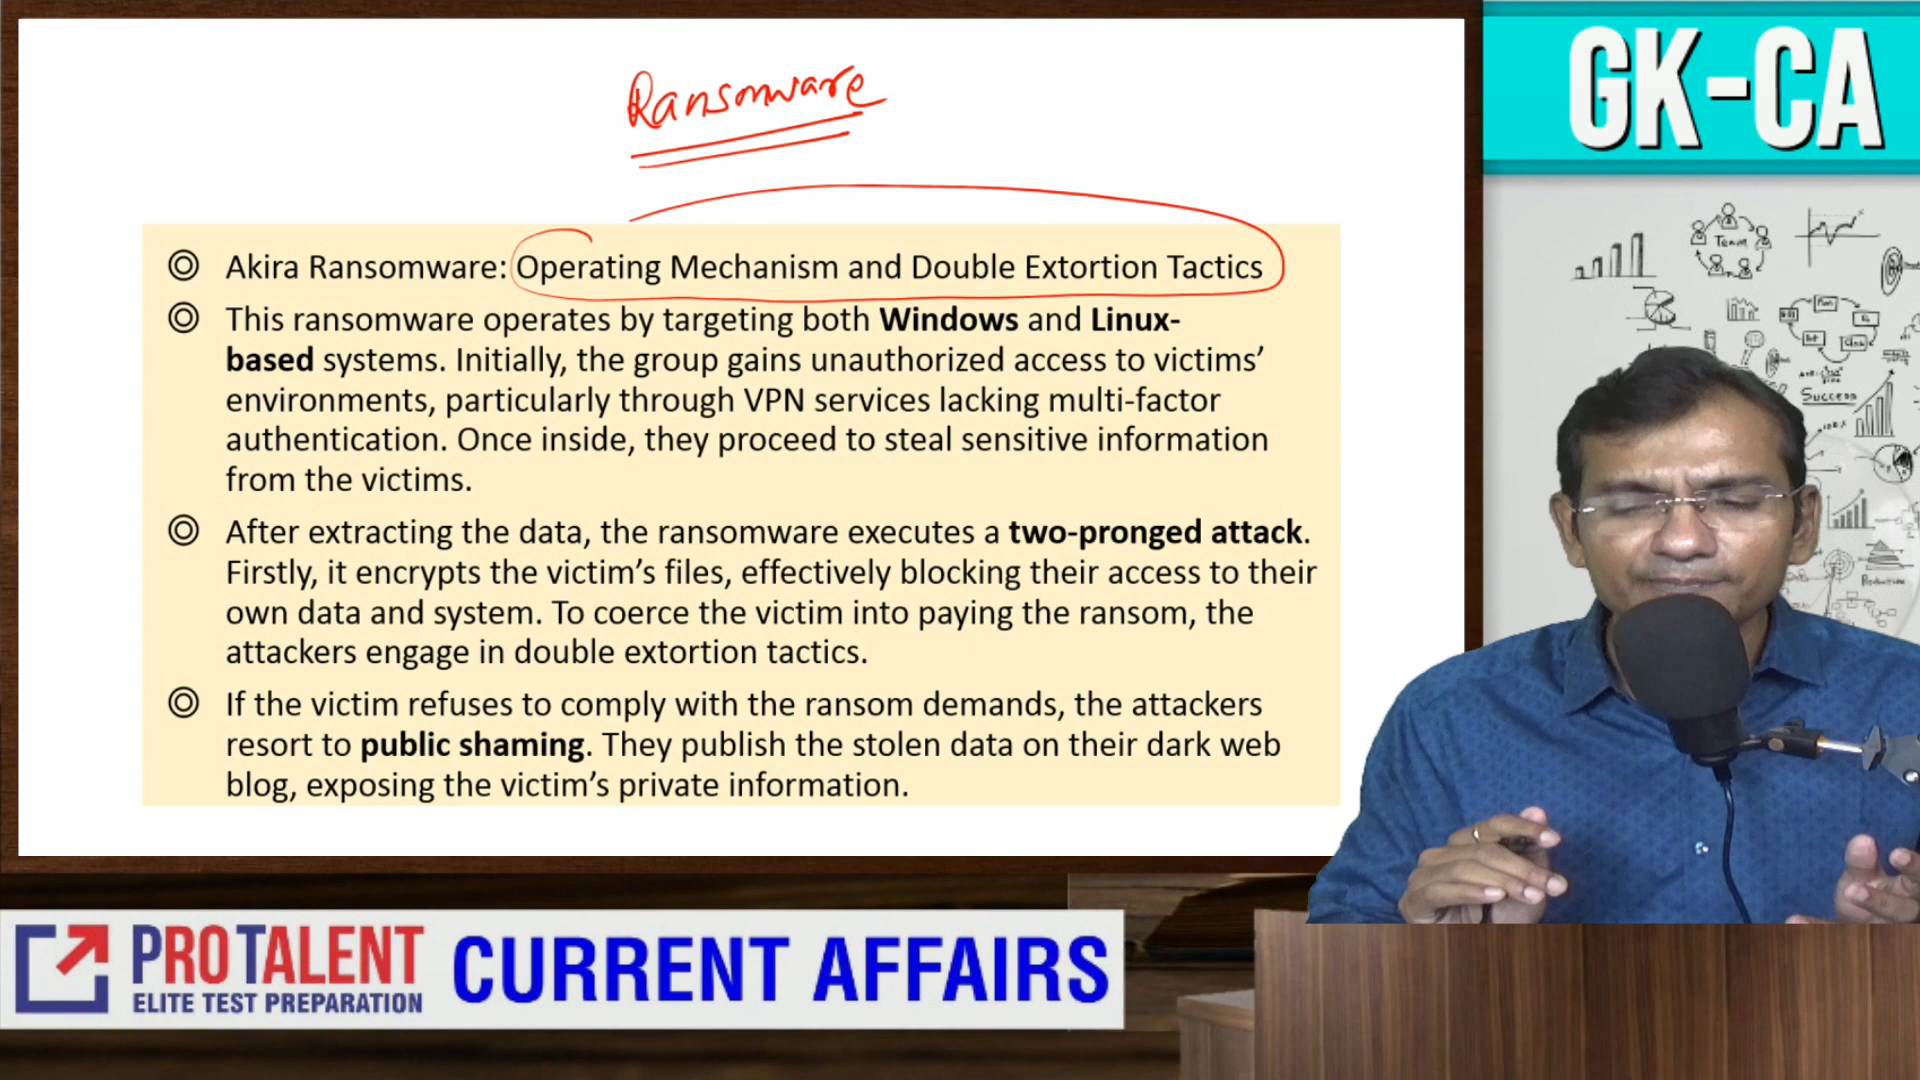 Ransomware
GK-CA
◎ Akira Ransomware: Operating Mechanism and Double Extortion Tactics
◎ This ransomware operates by targeting both Windows and Linux-
based systems. Initially, the group gains unauthorized access to victims’
environments, particularly through VPN services lacking multi-factor
authentication. Once inside, they proceed to steal sensitive information
from the victims.
◎ After extracting the data, the ransomware executes a two-pronged attack.
Firstly, it encrypts the victim’s files, effectively blocking their access to their
own data and system. To coerce the victim into paying the ransom, the
attackers engage in double extortion tactics.
◎ If the victim refuses to comply with the ransom demands, the attackers
resort to public shaming. They publish the stolen data on their dark web
blog, exposing the victim’s private information.
Team
Plan
SUCCESS
Production
PROTALENT
ELITE TEST PREPARATION
CURRENT AFFAIRS